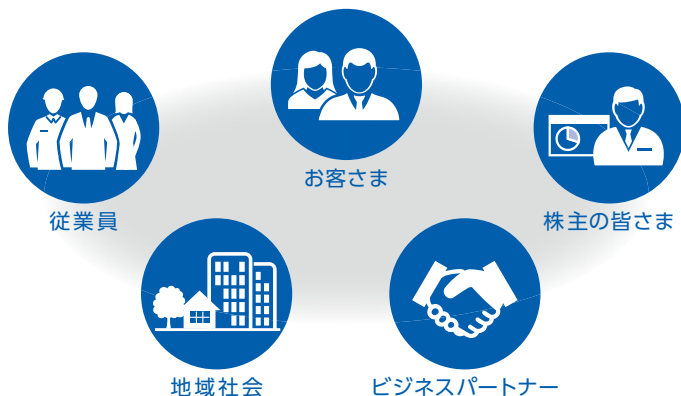 お客さま
従業員
株主の皆さま
地域社会
ビジネスパートナー